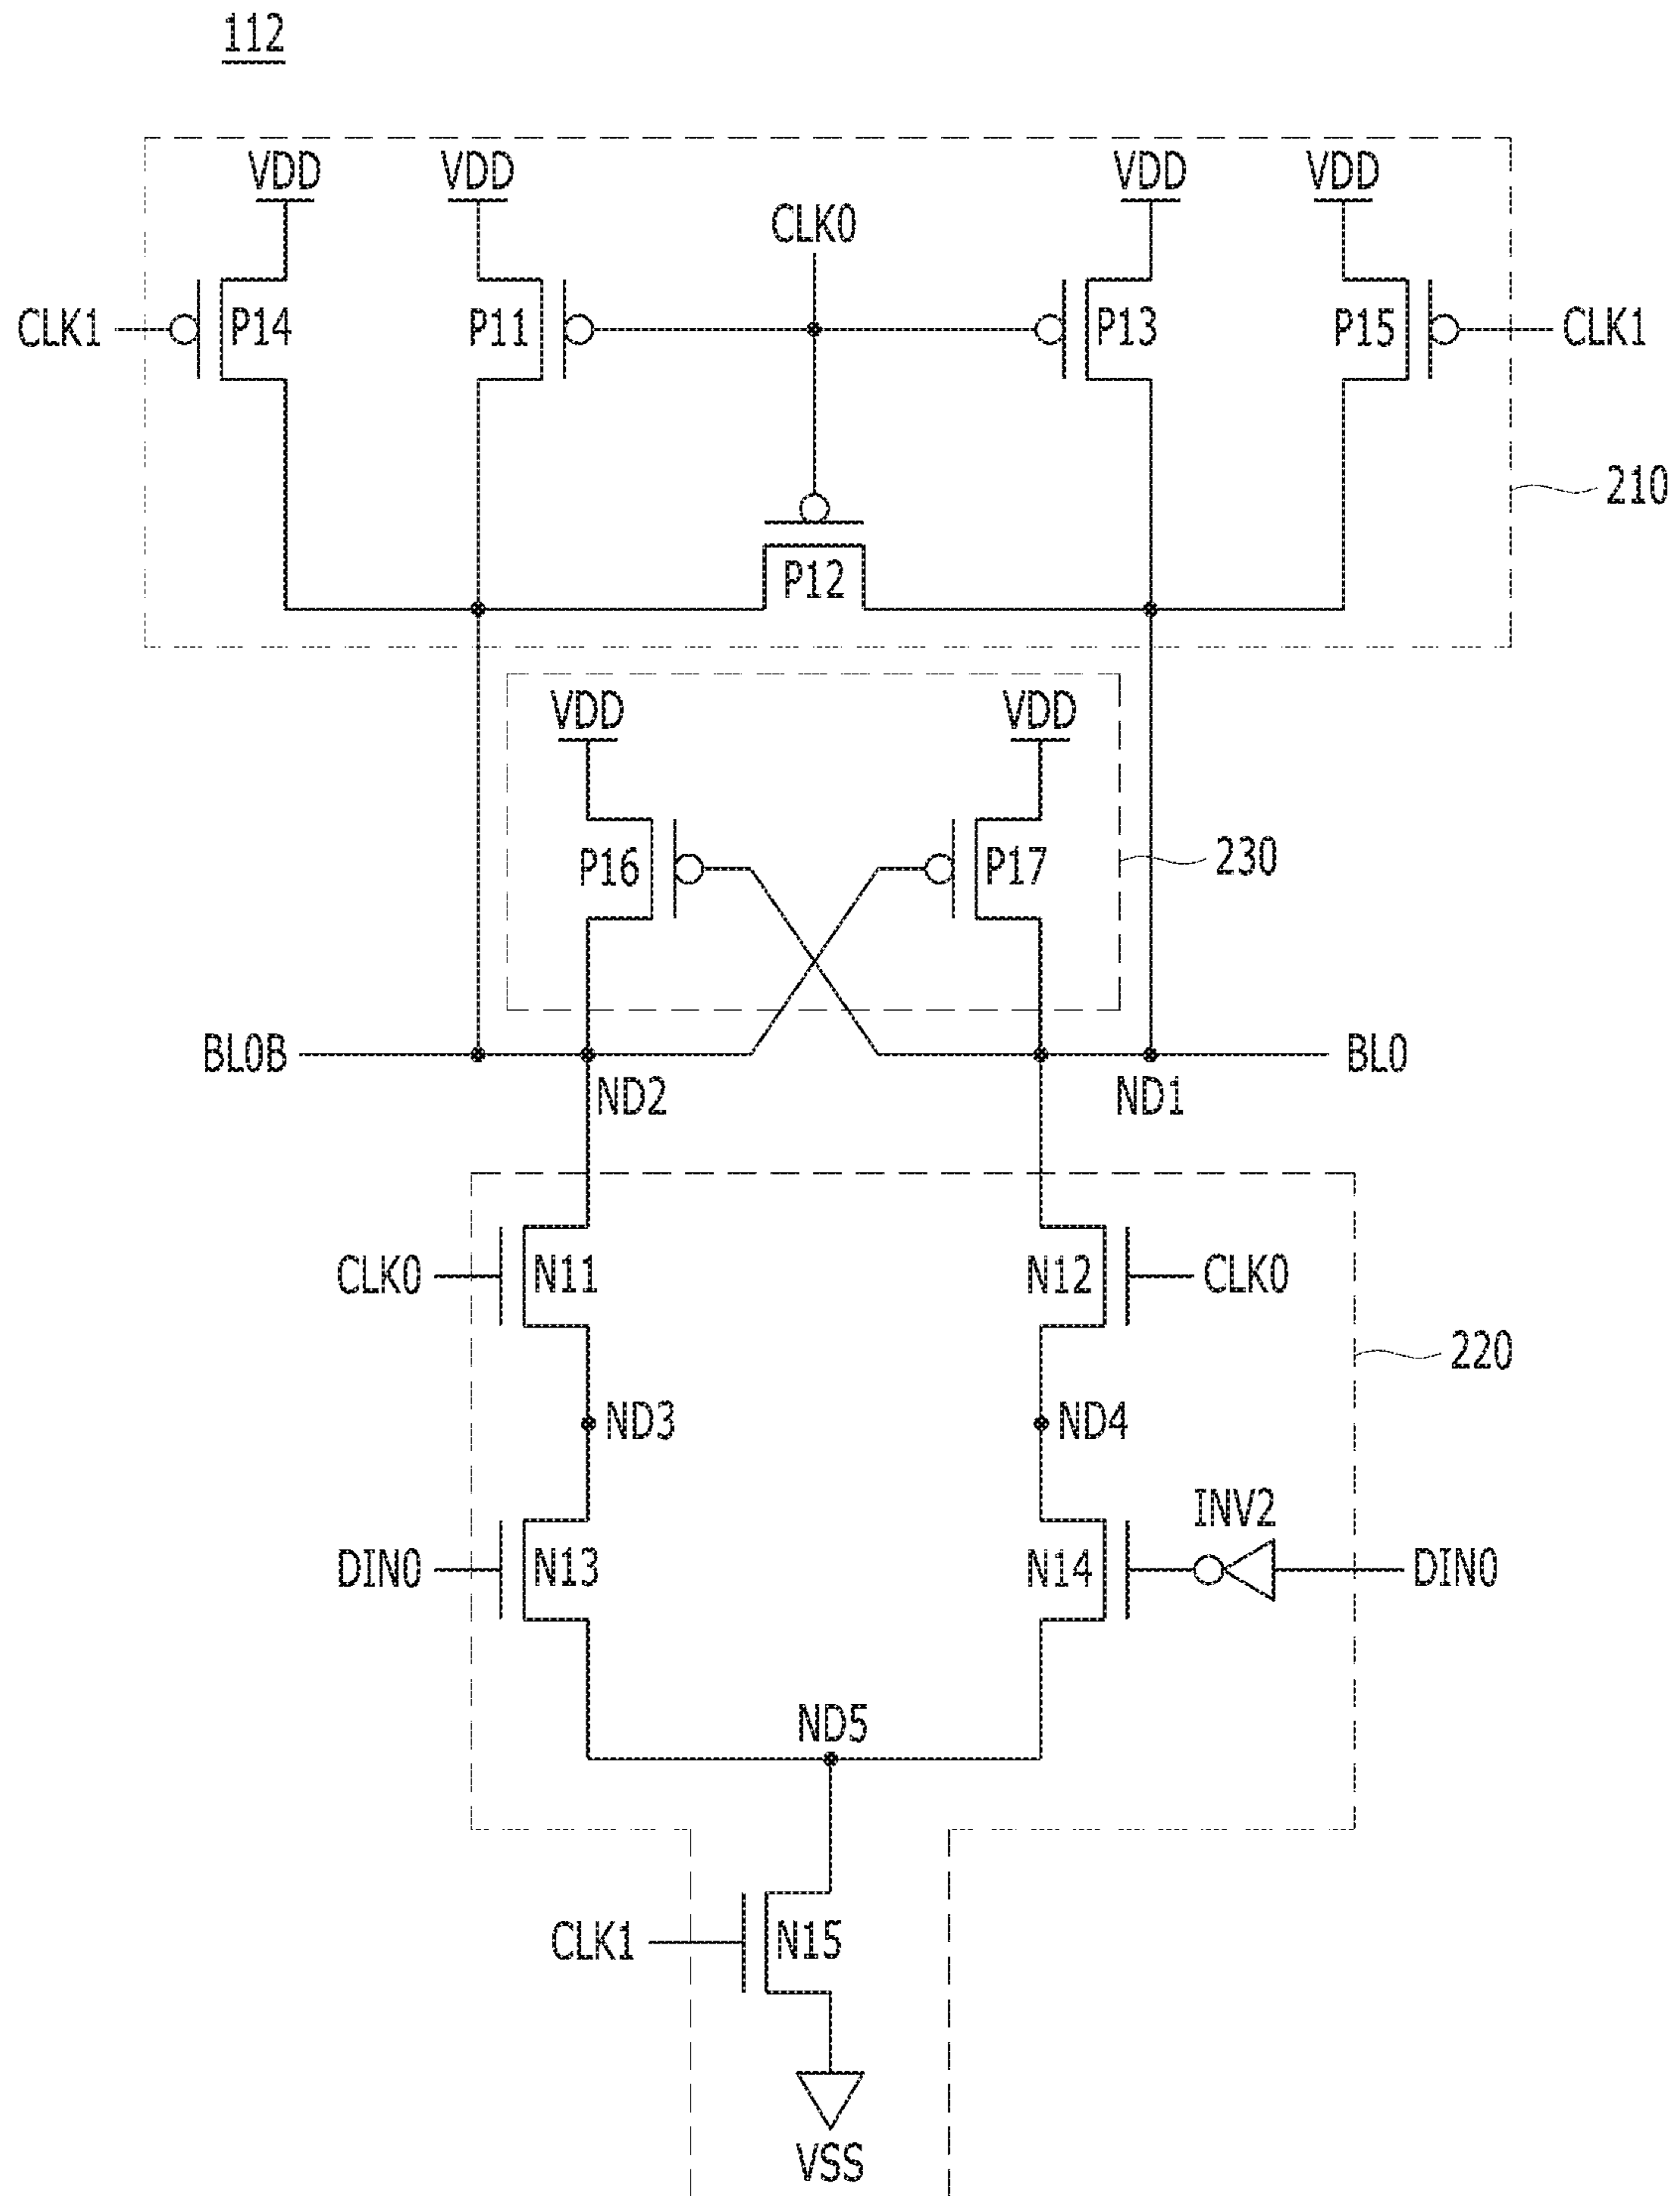 112
VDD
VDD
VDD
VDD
CLK0
CLK1
P14
P11
P13
P15
CLK1
210
P12
VDD
VDD
P16
P17
230
BL0B
BL0
ND2
ND1
CLK0
N11
N12
CLK0
220
ND3
ND4
INV2
DIN0
N13
N14
DIN0
ND5
CLK1
N15
VSS